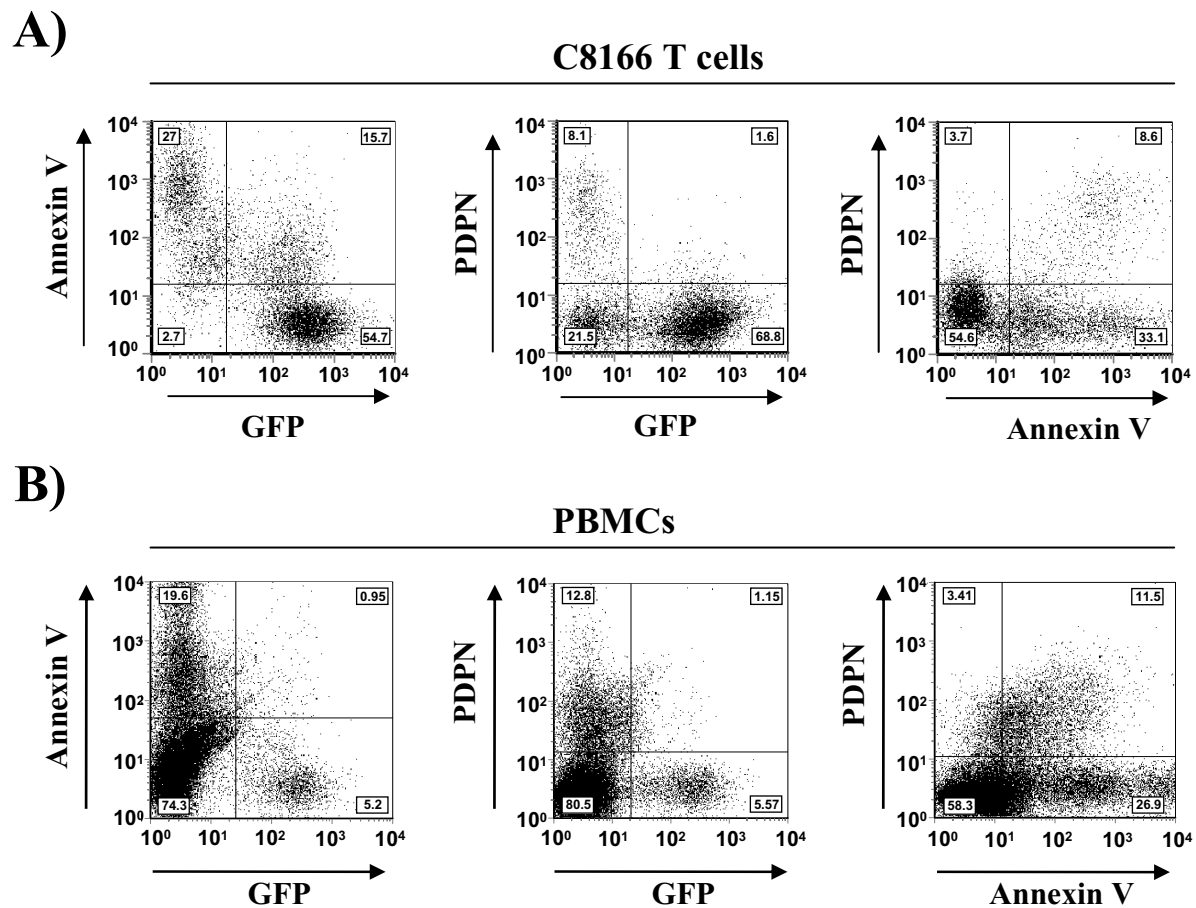 A)
C8166 T cells
Annexin V
10⁴
10³
10²
10¹
10⁰
27
15.7
2.7
54.7
10⁰ 10¹ 10² 10³ 10⁴
GFP
PDPN
10⁴
10³
10²
10¹
10⁰
8.1
1.6
21.5
68.8
10⁰ 10¹ 10² 10³ 10⁴
GFP
PDPN
10⁴
10³
10²
10¹
10⁰
3.7
8.6
54.6
33.1
10⁰ 10¹ 10² 10³ 10⁴
Annexin V
B)
PBMCs
Annexin V
10⁴
10³
10²
10¹
10⁰
19.6
0.95
74.3
5.2
10⁰ 10¹ 10² 10³ 10⁴
GFP
PDPN
10⁴
10³
10²
10¹
10⁰
12.8
1.15
80.5
5.57
10⁰ 10¹ 10² 10³ 10⁴
GFP
PDPN
10⁴
10³
10²
10¹
10⁰
3.41
11.5
58.3
26.9
10⁰ 10¹ 10² 10³ 10⁴
Annexin V